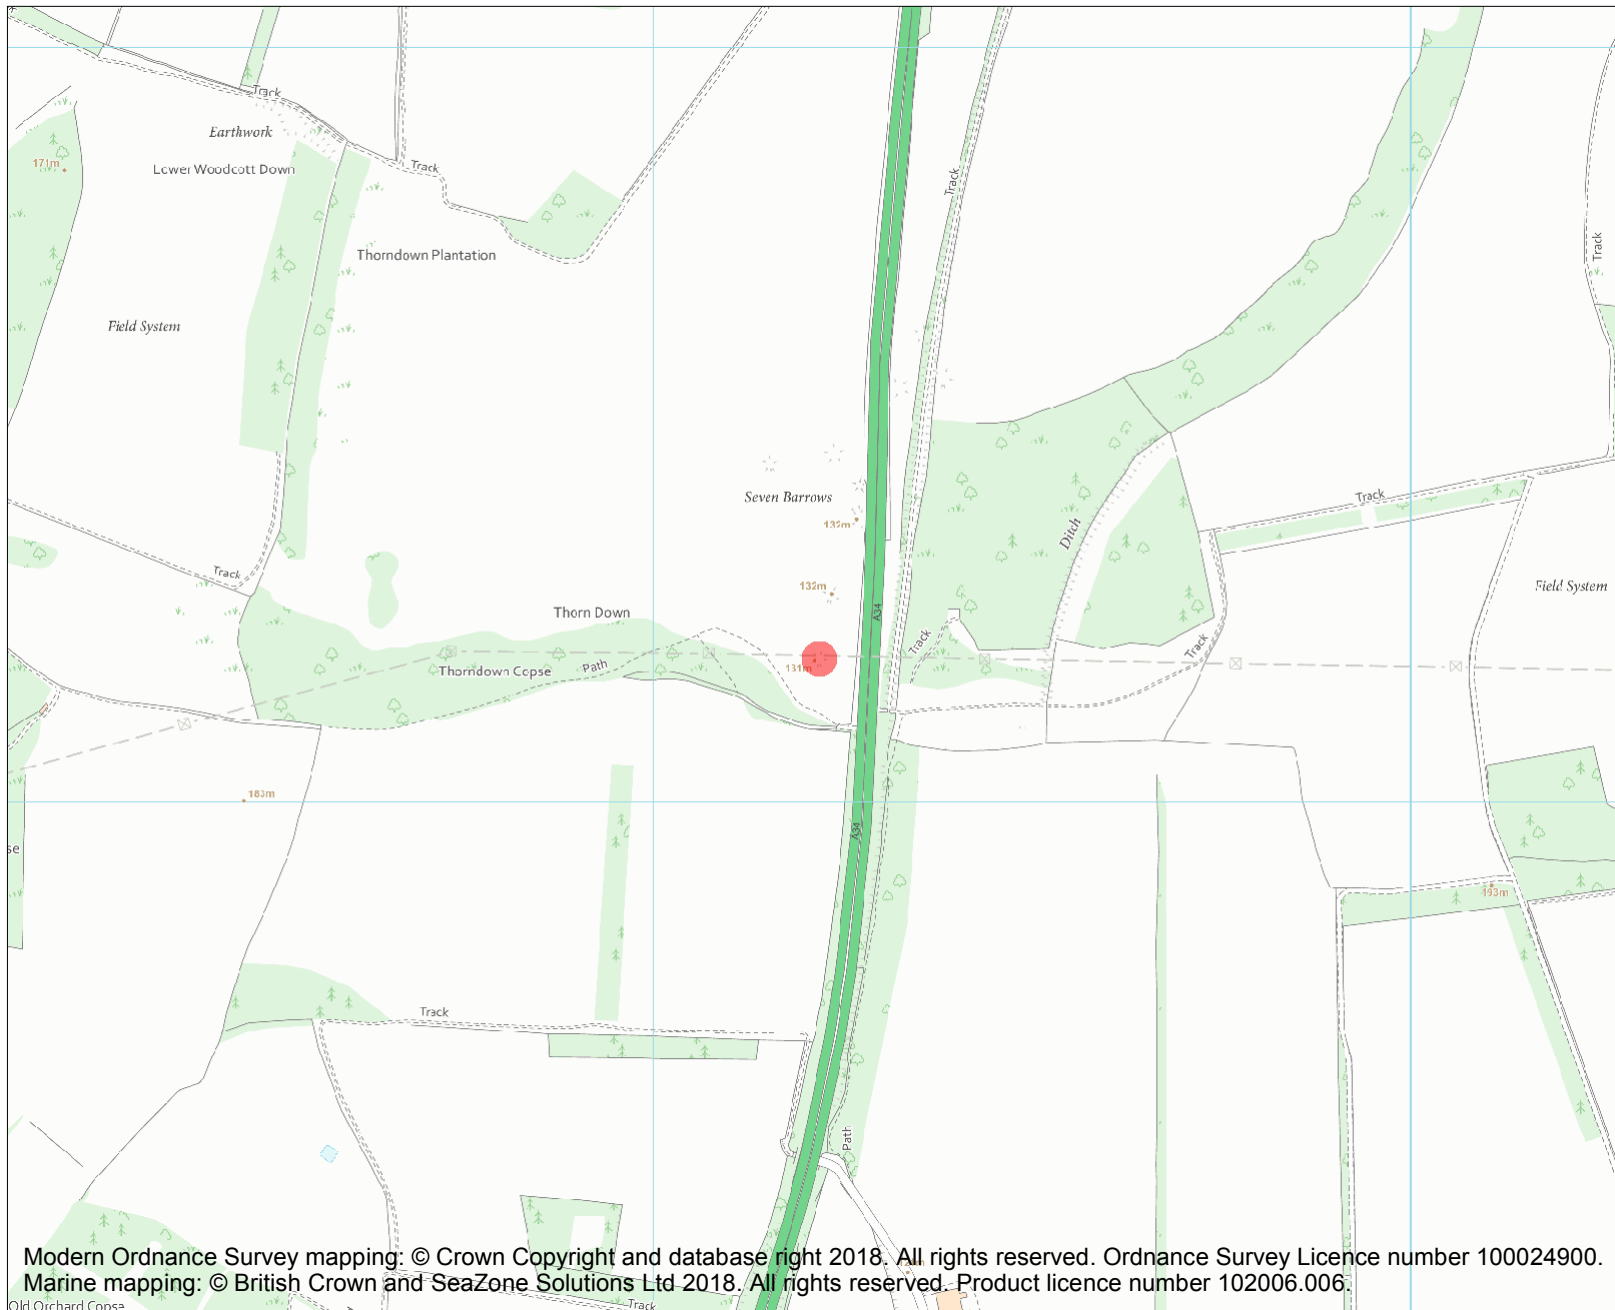 Track
Earthwork
171m
Lower Woodcott Down
Track
Track
Track
Thorndown Plantation
Field System
Seven Barrows
Track
132m
Ditch
Track
132m
Field System
Thorn Down
A34
Track
Track
131m
Path
Thorndown Copse
183m
A34
se
193m
Track
Path
Modern Ordnance Survey mapping: © Crown Copyright and database right 2018. All rights reserved. Ordnance Survey Licence number 100024900.
Marine mapping: © British Crown and SeaZone Solutions Ltd 2018. All rights reserved. Product licence number 102006.006.
Old Orchard Copse
Track